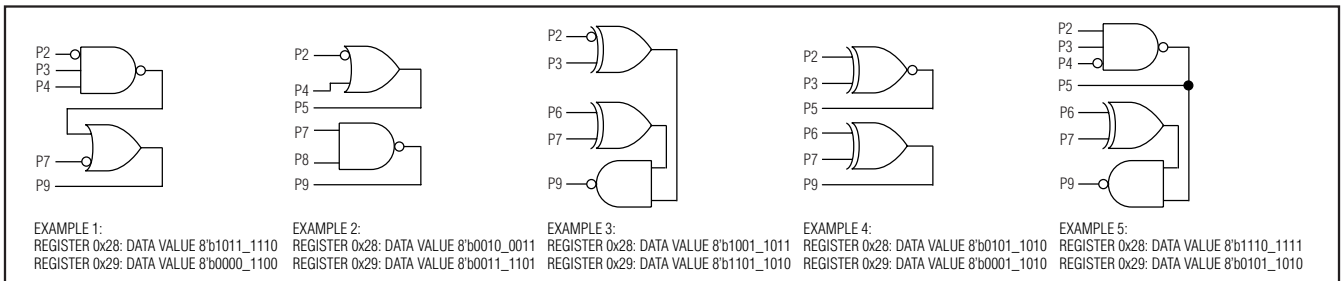 P2
P3
P4
P7
P9
EXAMPLE 1:
REGISTER 0x28: DATA VALUE 8'b1011_1110
REGISTER 0x29: DATA VALUE 8'b0000_1100
P2
P4
P5
P7
P8
P9
EXAMPLE 2:
REGISTER 0x28: DATA VALUE 8'b0010_0011
REGISTER 0x29: DATA VALUE 8'b0011_1101
P2
P3
P6
P7
P9
EXAMPLE 3:
REGISTER 0x28: DATA VALUE 8'b1001_1011
REGISTER 0x29: DATA VALUE 8'b1101_1010
P2
P3
P5
P6
P7
P9
EXAMPLE 4:
REGISTER 0x28: DATA VALUE 8'b0101_1010
REGISTER 0x29: DATA VALUE 8'b0001_1010
P2
P3
P4
P5
P6
P7
P9
EXAMPLE 5:
REGISTER 0x28: DATA VALUE 8'b1110_1111
REGISTER 0x29: DATA VALUE 8'b0101_1010